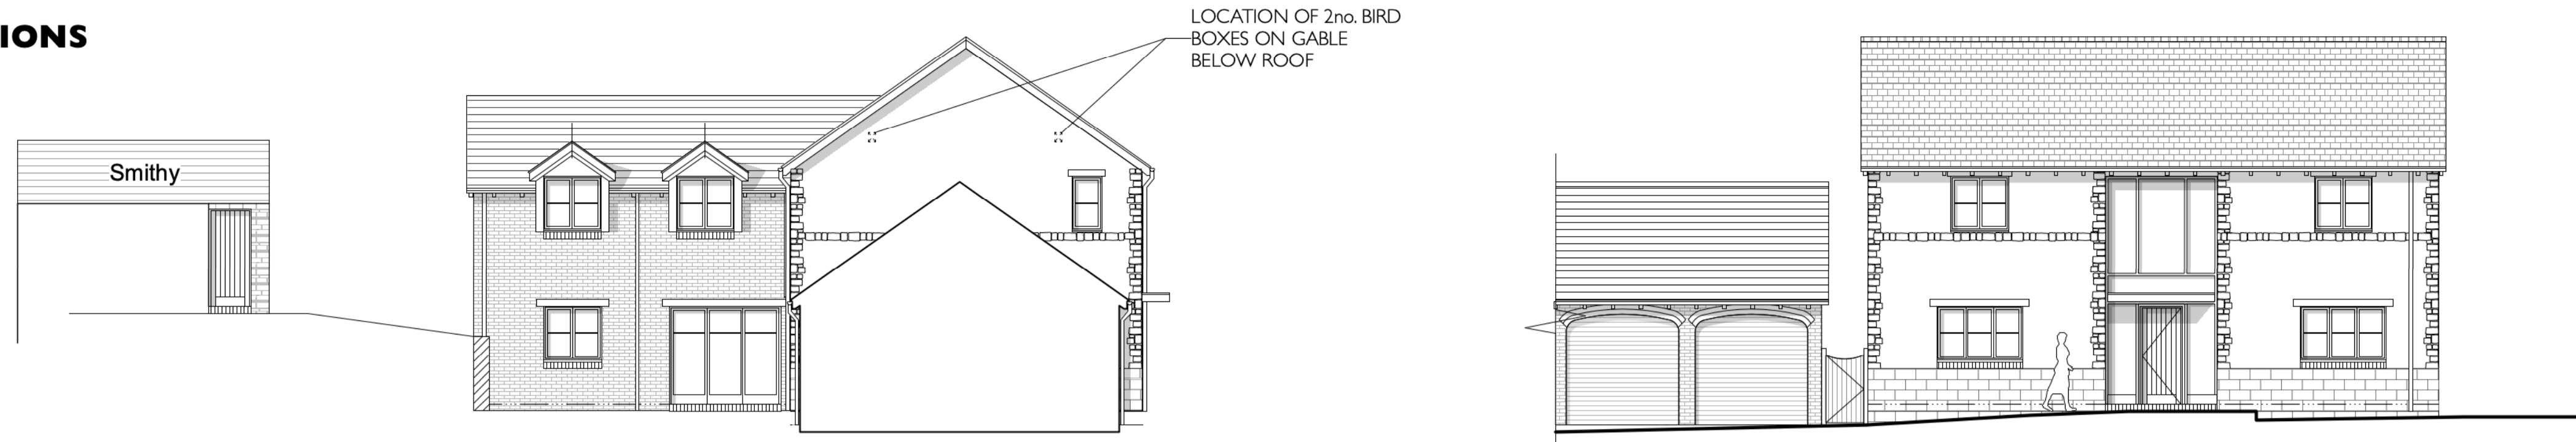 IONS
LOCATION OF 2no. BIRD
BOXES ON GABLE
BELOW ROOF
Smithy